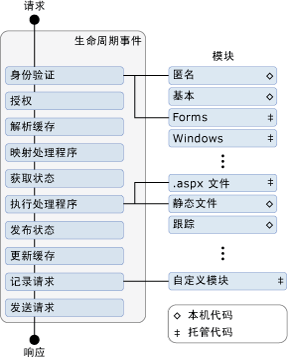 请求
生命周期事件
身份验证
授权
解析缓存
映射处理程序
获取状态
执行处理程序
发布状态
更新缓存
记录请求
发送请求
响应
模块
匿名
基本
Forms
Windows
.aspx 文件
静态文件
跟踪
自定义模块
本机代码
托管代码